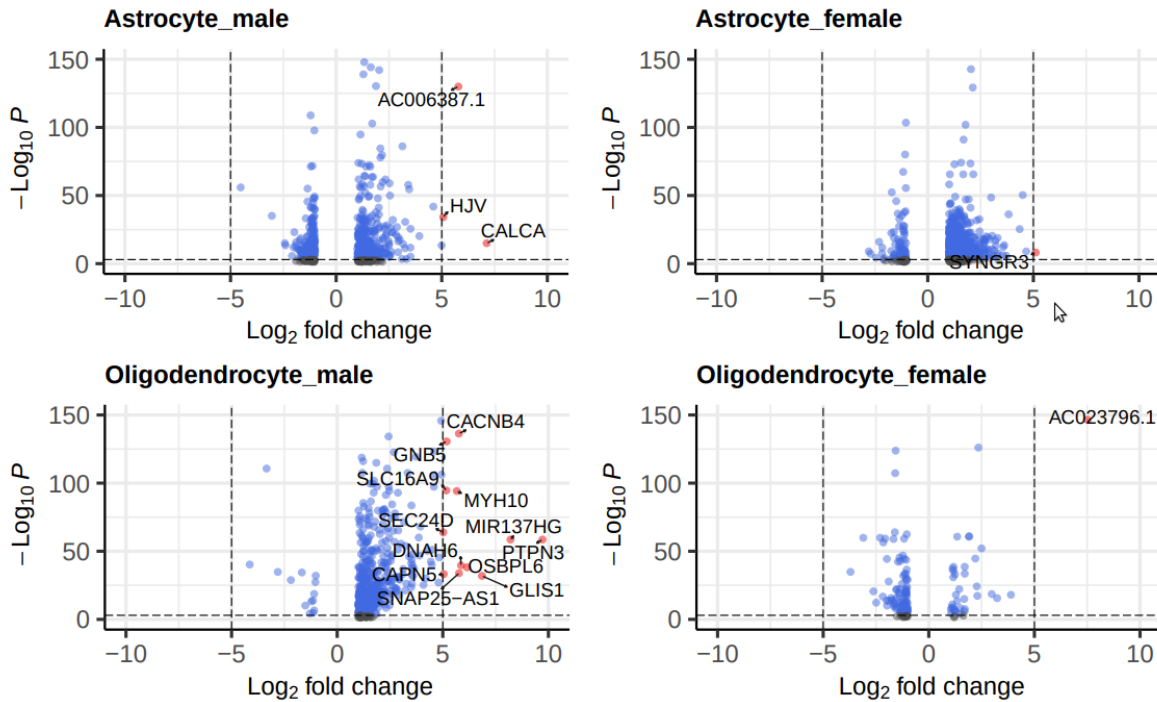 Astrocyte_male
150
100
50
0
−Log10 P
AC006387.1
HJV
CALCA
−10
−5
0
5
10
Log2 fold change
Astrocyte_female
150
100
50
0
−Log10 P
SYNGR3
−10
−5
0
5
10
Log2 fold change
Oligodendrocyte_male
150
100
50
0
−Log10 P
CACNB4
GNB5
SLC16A9
MYH10
SEC24D
MIR137HG
PTPN3
DNAH6
OSBPL6
CAPN5
GLIS1
SNAP25−AS1
−10
−5
0
5
10
Log2 fold change
Oligodendrocyte_female
150
100
50
0
−Log10 P
AC023796.1
−10
−5
0
5
10
Log2 fold change